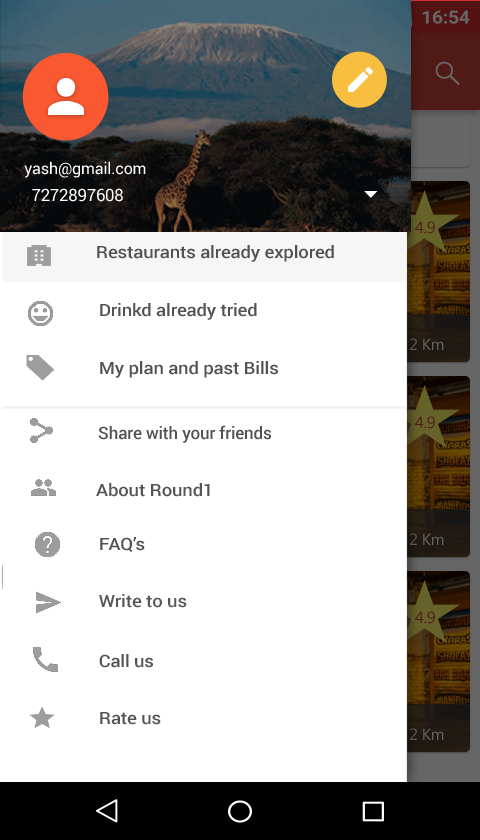 16:54
yash@gmail.com
7272897608
Restaurants already explored
Drinkd already tried
My plan and past Bills
Share with your friends
About Round1
FAQ’s
Write to us
Call us
Rate us
4.9
2 Km
4.9
2 Km
4.9
2 Km